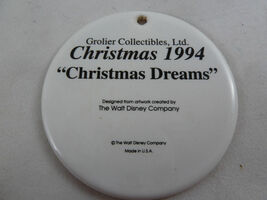 Grolier Collectibles, Ltd.
Christmas 1994
“Christmas Dreams”
Designed from artwork created by
The Walt Disney Company
© The Walt Disney Company
Made in U.S.A.